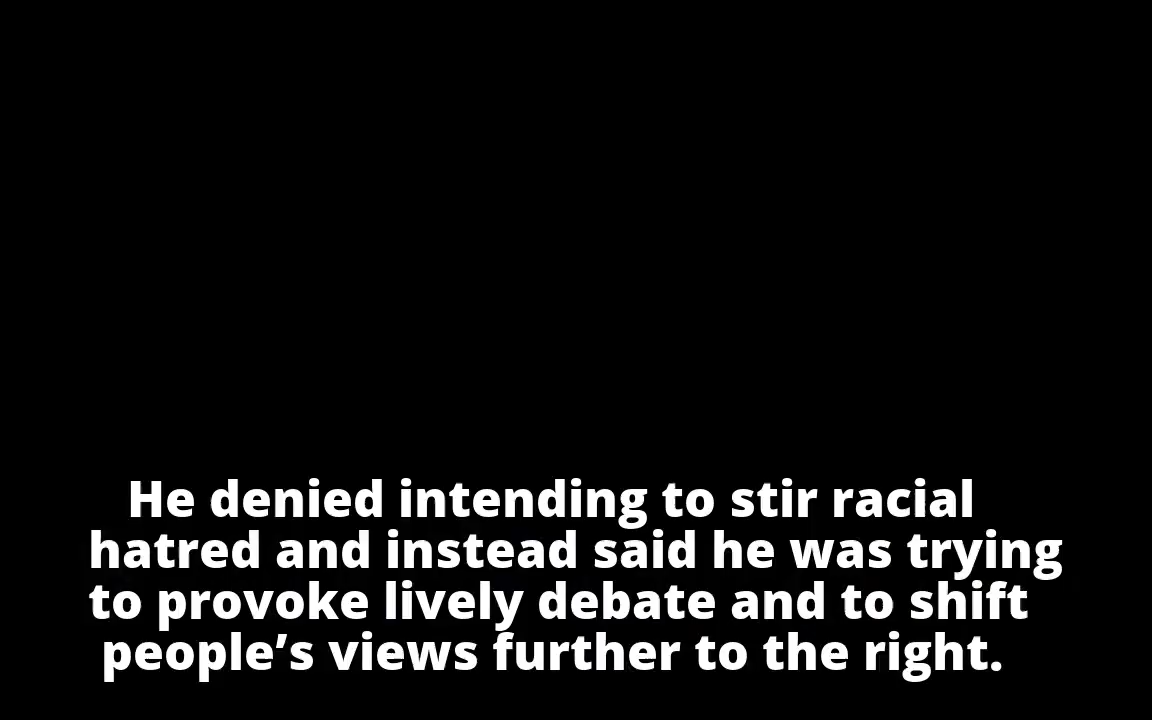 He denied intending to stir racial
hatred and instead said he was trying
to provoke lively debate and to shift
people’s views further to the right.